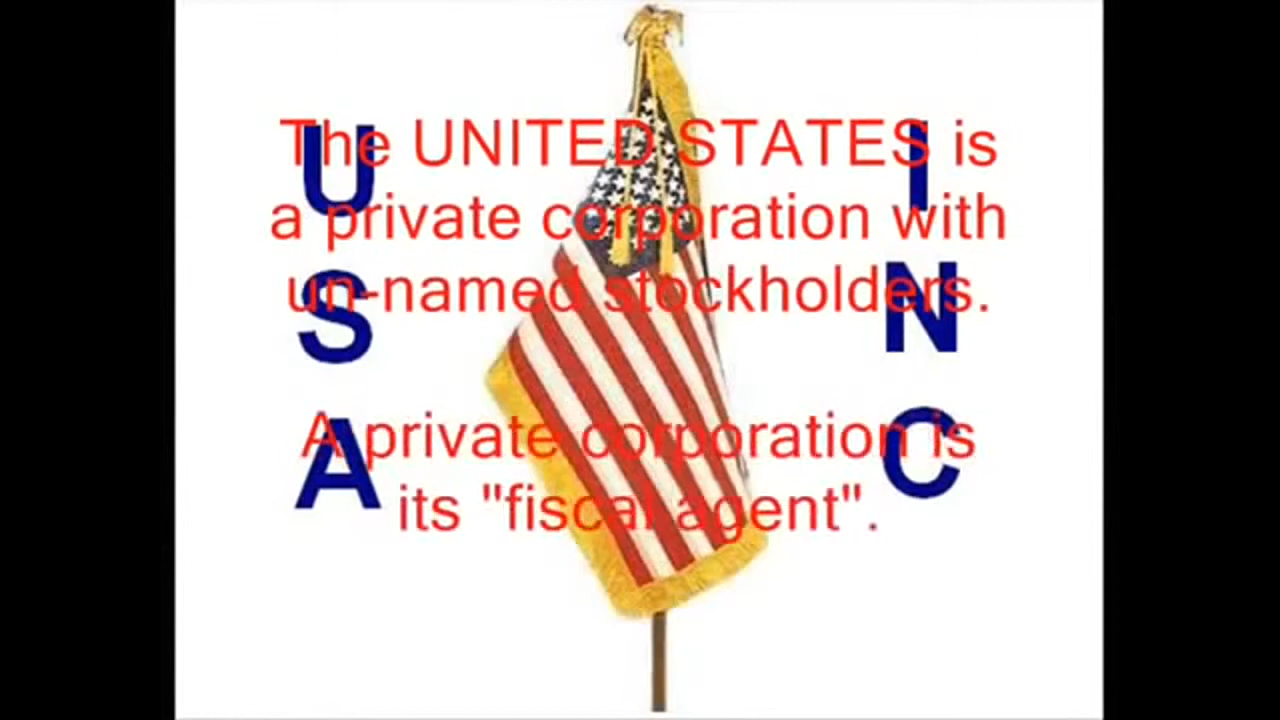 The UNITED STATES is
a private corporation with
un-named stockholders.
A private corporation is
its "fiscal agent".
U
S
A
I
N
C